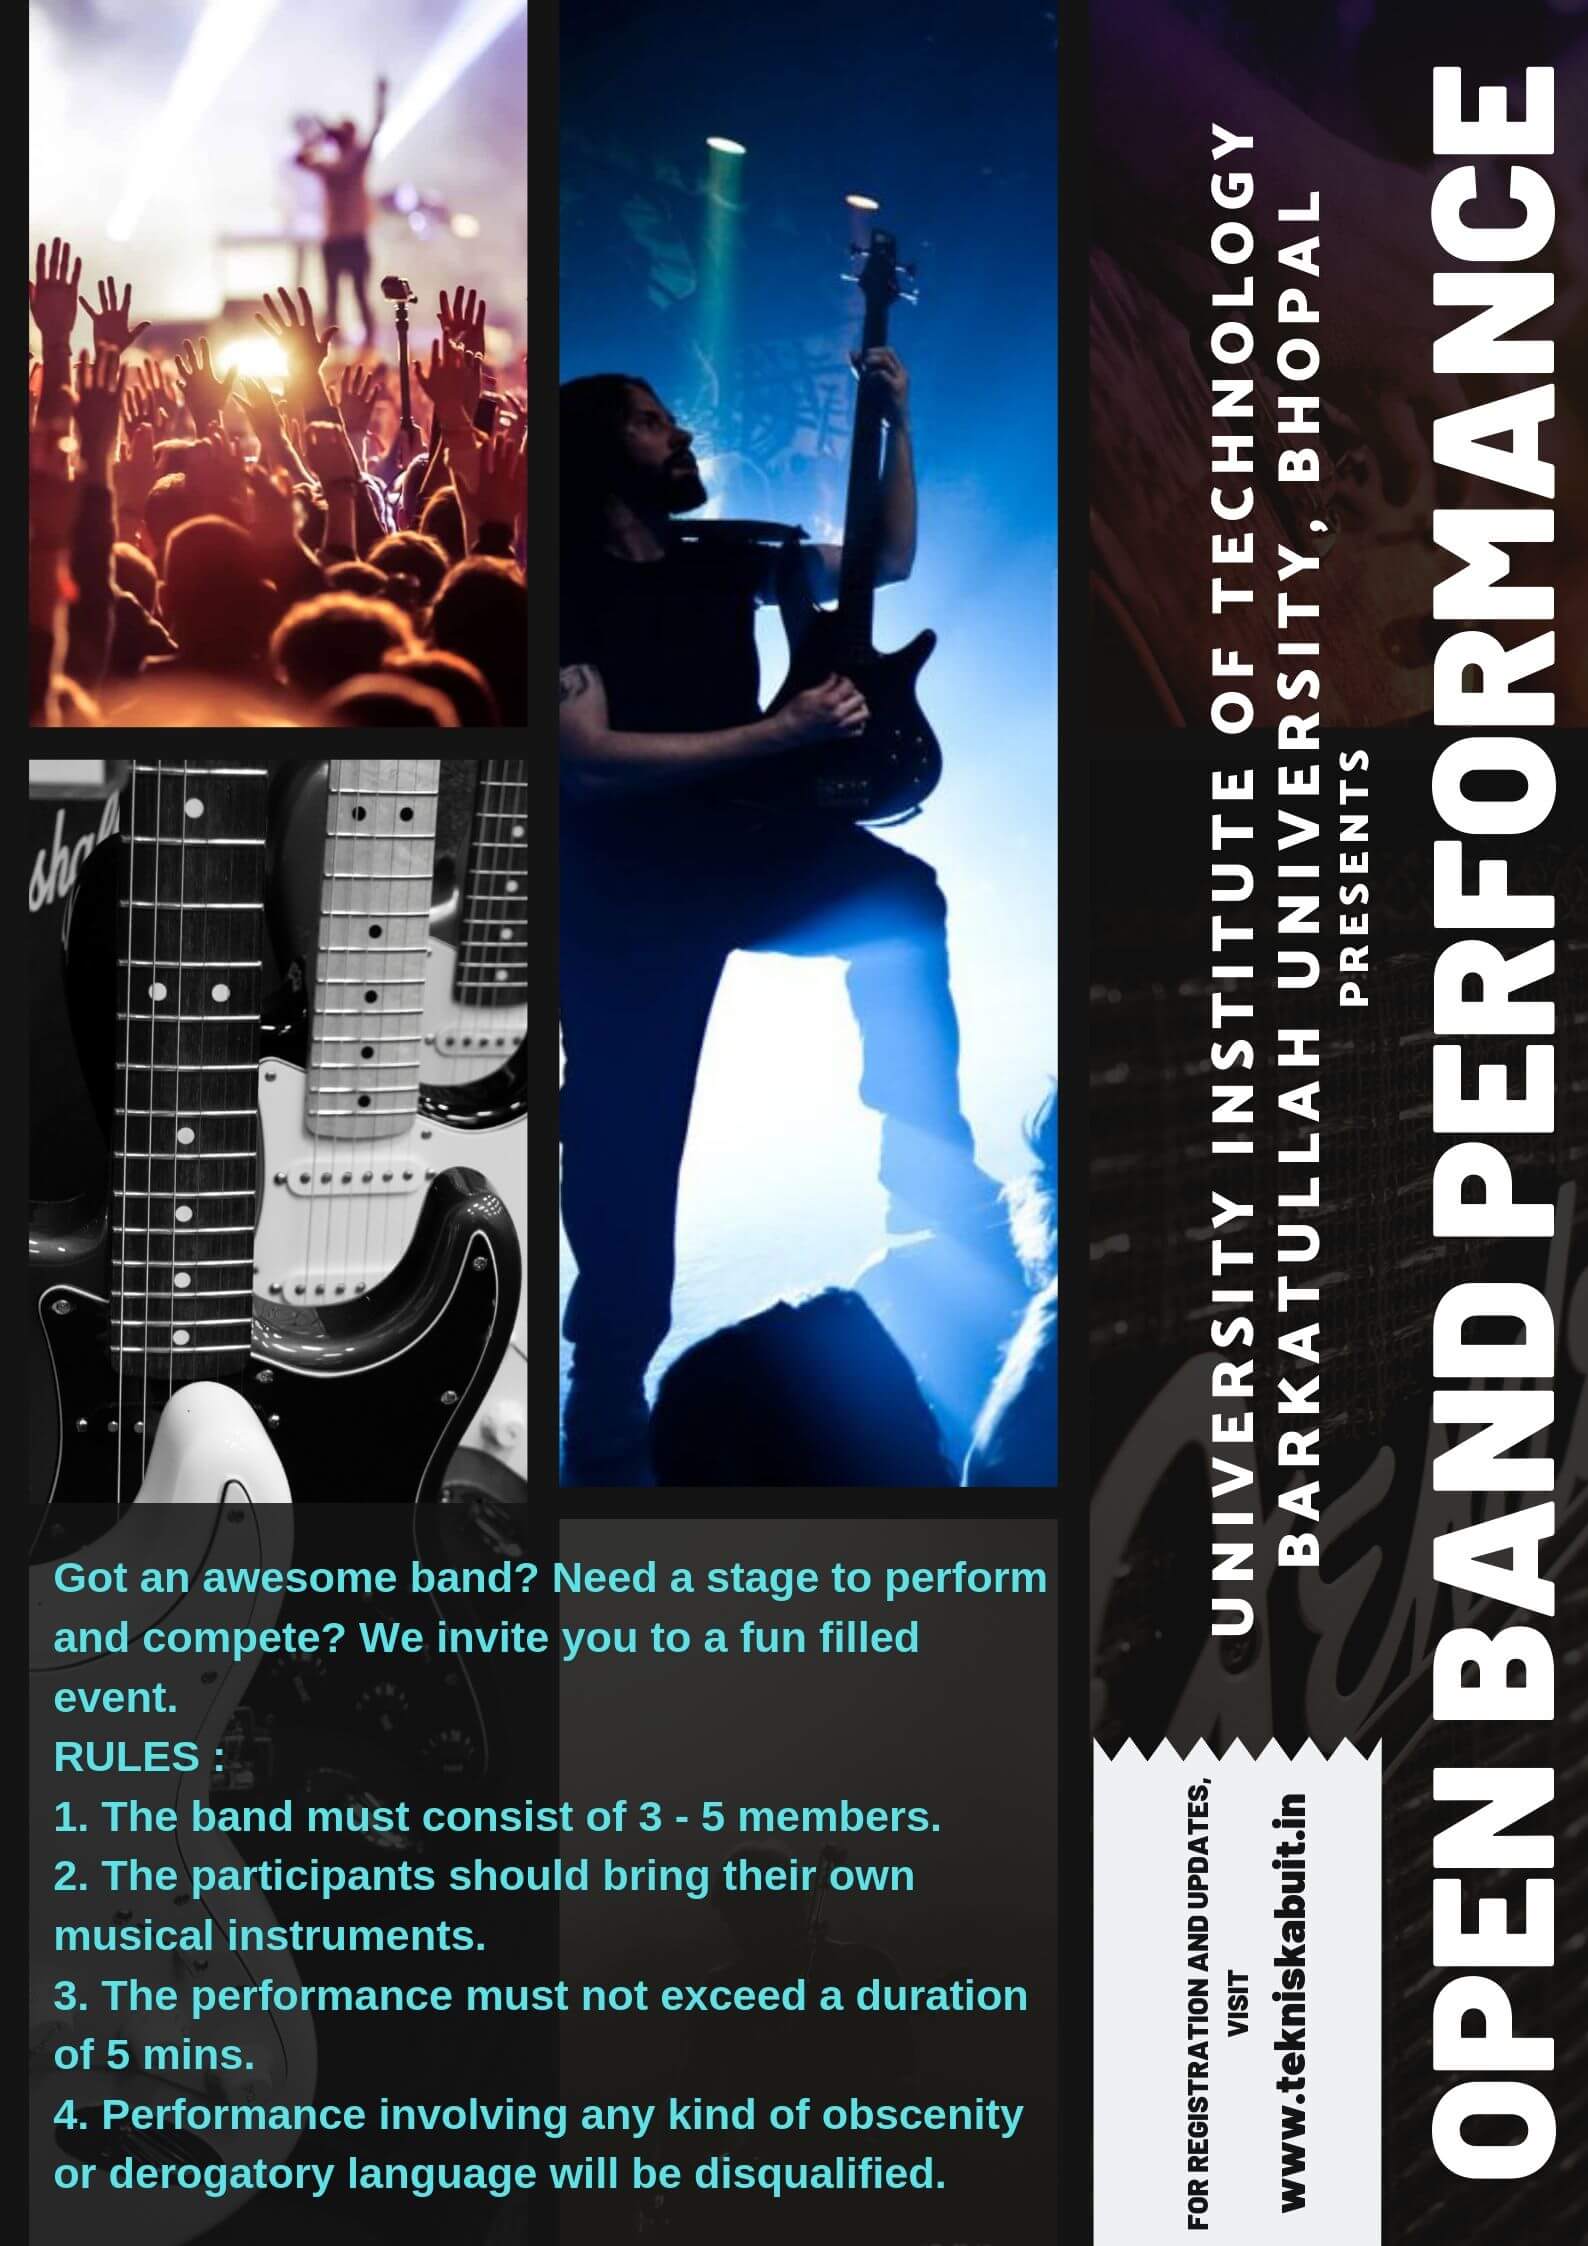 UNIVERSITY INSTITUTE OF TECHNOLOGY
BARKATULLAH UNIVERSITY, BHOPAL
PRESENTS
OPEN BAND PERFORMANCE
Got an awesome band? Need a stage to perform
and compete? We invite you to a fun filled
event.
RULES :
1. The band must consist of 3 - 5 members.
2. The participants should bring their own
musical instruments.
3. The performance must not exceed a duration
of 5 mins.
4. Performance involving any kind of obscenity
or derogatory language will be disqualified.
FOR REGISTRATION AND UPDATES,
VISIT
www.tekniskabuit.in